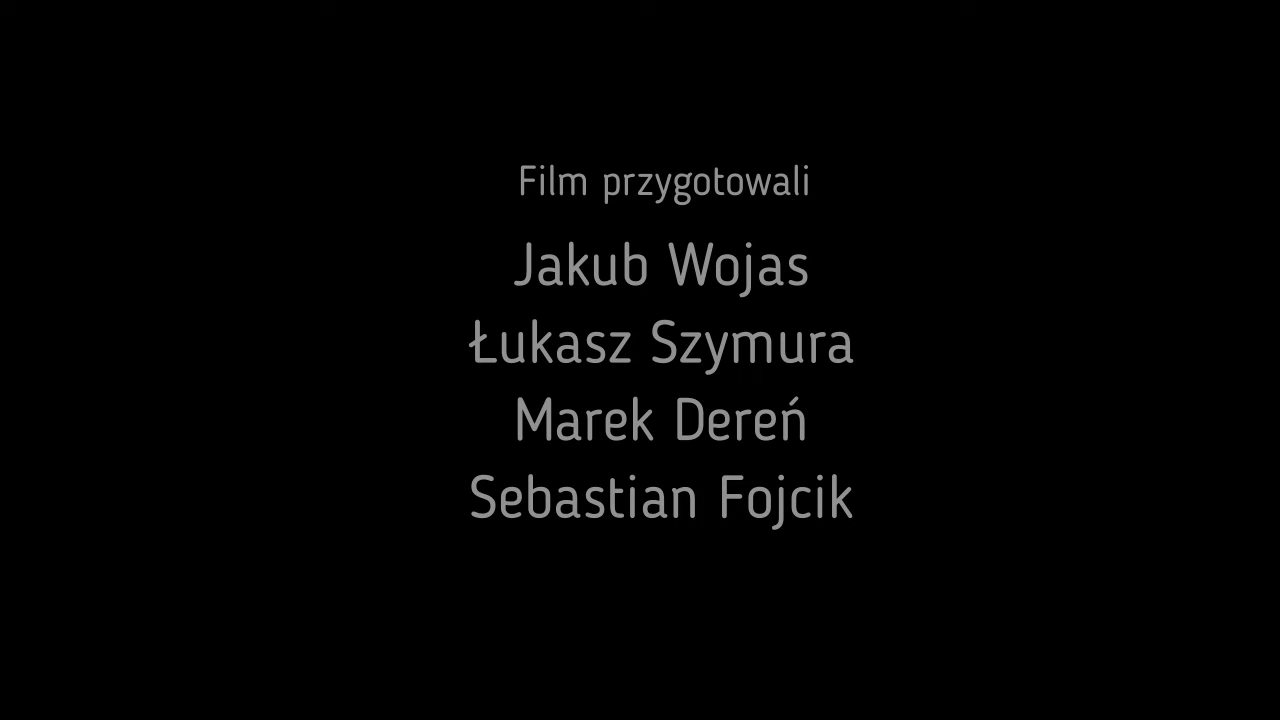 Film przygotowali
Jakub Wojas
Łukasz Szymura
Marek Dereń
Sebastian Fojcik